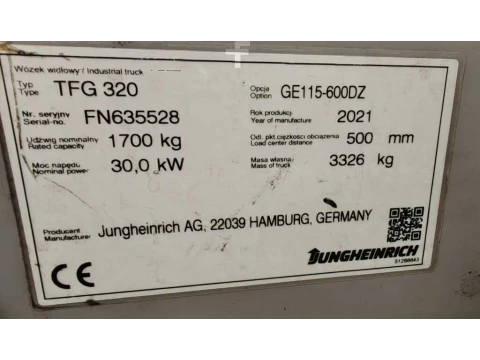 Wózek widłowy / Industrial truck
Typ
Type
TFG 320
Opcja
Option
GE115-600DZ
Nr. seryjny
Serial-no.
FN635528
Rok produkcji
Year of manufacture
2021
Udźwig nominalny
Rated capacity
1700 kg
Odl. pkt.ciężkości obciążenia
Load center distance
500 mm
Moc napędu
Nominal power
30,0 kW
Masa własna
Mass of truck
3326 kg
Producent
Manufacturer
Jungheinrich AG, 22039 HAMBURG, GERMANY
CE
JUNGHEINRICH
51288043